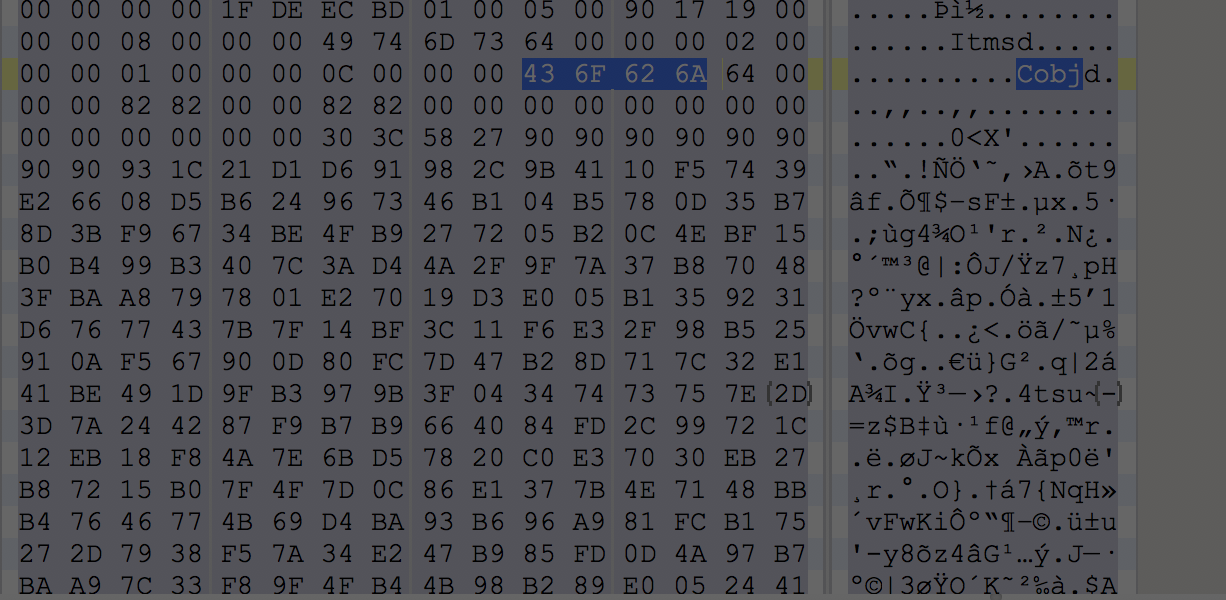 00 00 00 00 1F DE EC BD 01 00 05 00 90 17 19 00 .....Þì½........
00 00 08 00 00 00 49 74 6D 73 64 00 00 00 02 00 ......Itmsd.....
00 00 01 00 00 00 0C 00 00 00 43 6F 62 6A 64 00 ..........Cobjd.
00 00 82 82 00 00 82 82 00 00 00 00 00 00 00 00 ..‚‚..‚‚........
00 00 00 00 00 00 30 3C 58 27 90 90 90 90 90 90 ......0<X'......
90 90 93 1C 21 D1 D6 91 98 2C 9B 41 10 F5 74 39 ..“.!ÑÖ‘˜,›A.õt9
E2 66 08 D5 B6 24 96 73 46 B1 04 B5 78 0D 35 B7 âf.Õ¶$–sF±.µx.5·
8D 3B F9 67 34 BE 4F B9 27 72 05 B2 0C 4E BF 15 .;ùg4¾O¹'r.².N¿.
B0 B4 99 B3 40 7C 3A D4 4A 2F 9F 7A 37 B8 70 48 °´™³@|:ÔJ/Ÿz7¸pH
3F BA A8 79 78 01 E2 70 19 D3 E0 05 B1 35 92 31 ?º¨yx.âp.Óà.±5’1
D6 76 77 43 7B 7F 14 BF 3C 11 F6 E3 2F 98 B5 25 ÖvwC{..¿<.öã/˜µ%
91 0A F5 67 90 0D 80 FC 7D 47 B2 8D 71 7C 32 E1 ‘.õg..€ü}G².q|2á
41 BE 49 1D 9F B3 97 9B 3F 04 34 74 73 75 7E 2D A¾I.Ÿ³—›?.4tsu~-
3D 7A 24 42 87 F9 B7 B9 66 40 84 FD 2C 99 72 1C =z$B‡ù·¹f@„ý,™r.
12 EB 18 F8 4A 7E 6B D5 78 20 C0 E3 70 30 EB 27 .ë.øJ~kÕx Àãp0ë'
B8 72 15 B0 7F 4F 7D 0C 86 E1 37 7B 4E 71 48 BB ¸r.°.O}.†á7{NqH»
B4 76 46 77 4B 69 D4 BA 93 B6 96 A9 81 FC B1 75 ´vFwKiÔº“¶–©.ü±u
27 2D 79 38 F5 7A 34 E2 47 B9 85 FD 0D 4A 97 B7 '-y8õz4âG¹…ý.J—·
BA A9 7C 33 F8 9F 4F B4 4B 98 B2 89 E0 05 24 41 º©|3øŸO´K˜²‰à.$A